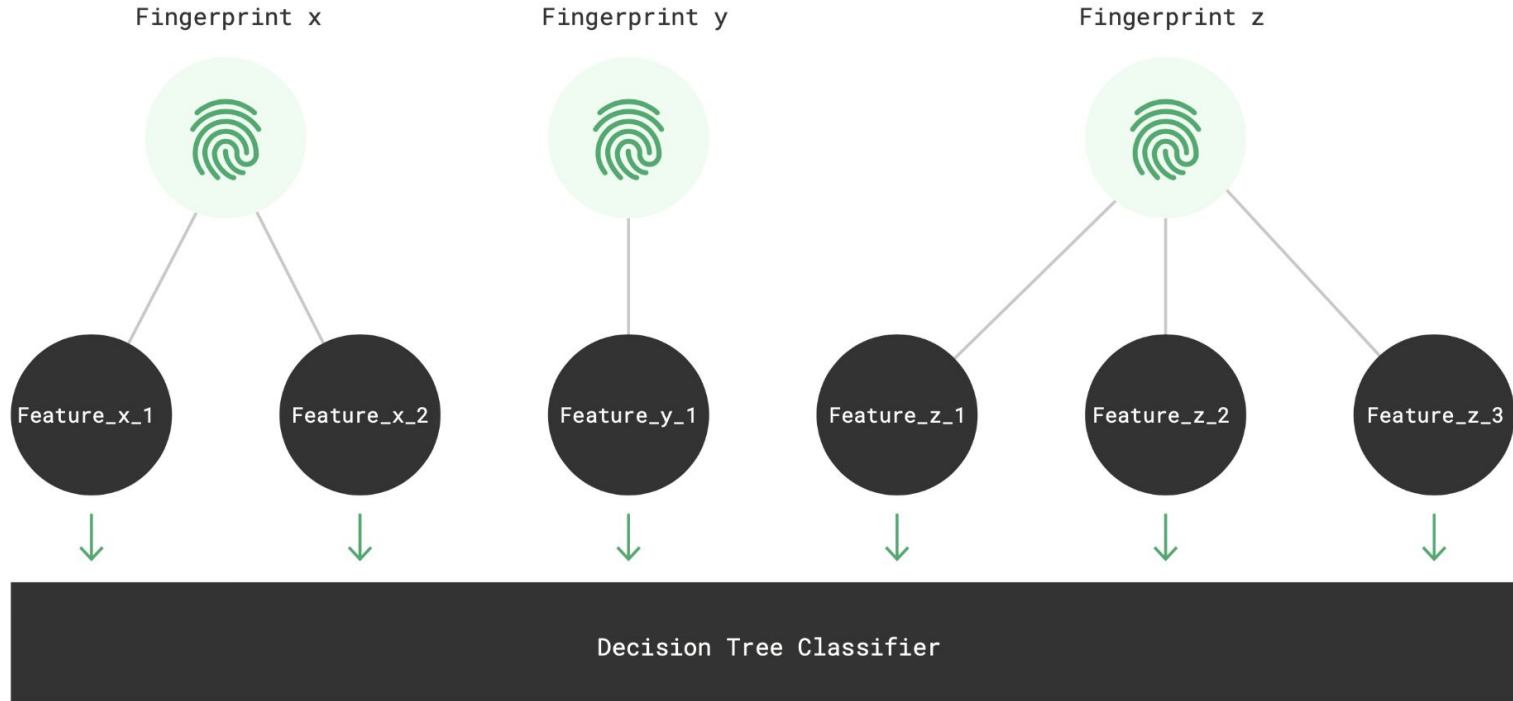 Fingerprint x
Fingerprint y
Fingerprint z
Feature_x_1
Feature_x_2
Feature_y_1
Feature_z_1
Feature_z_2
Feature_z_3
Decision Tree Classifier